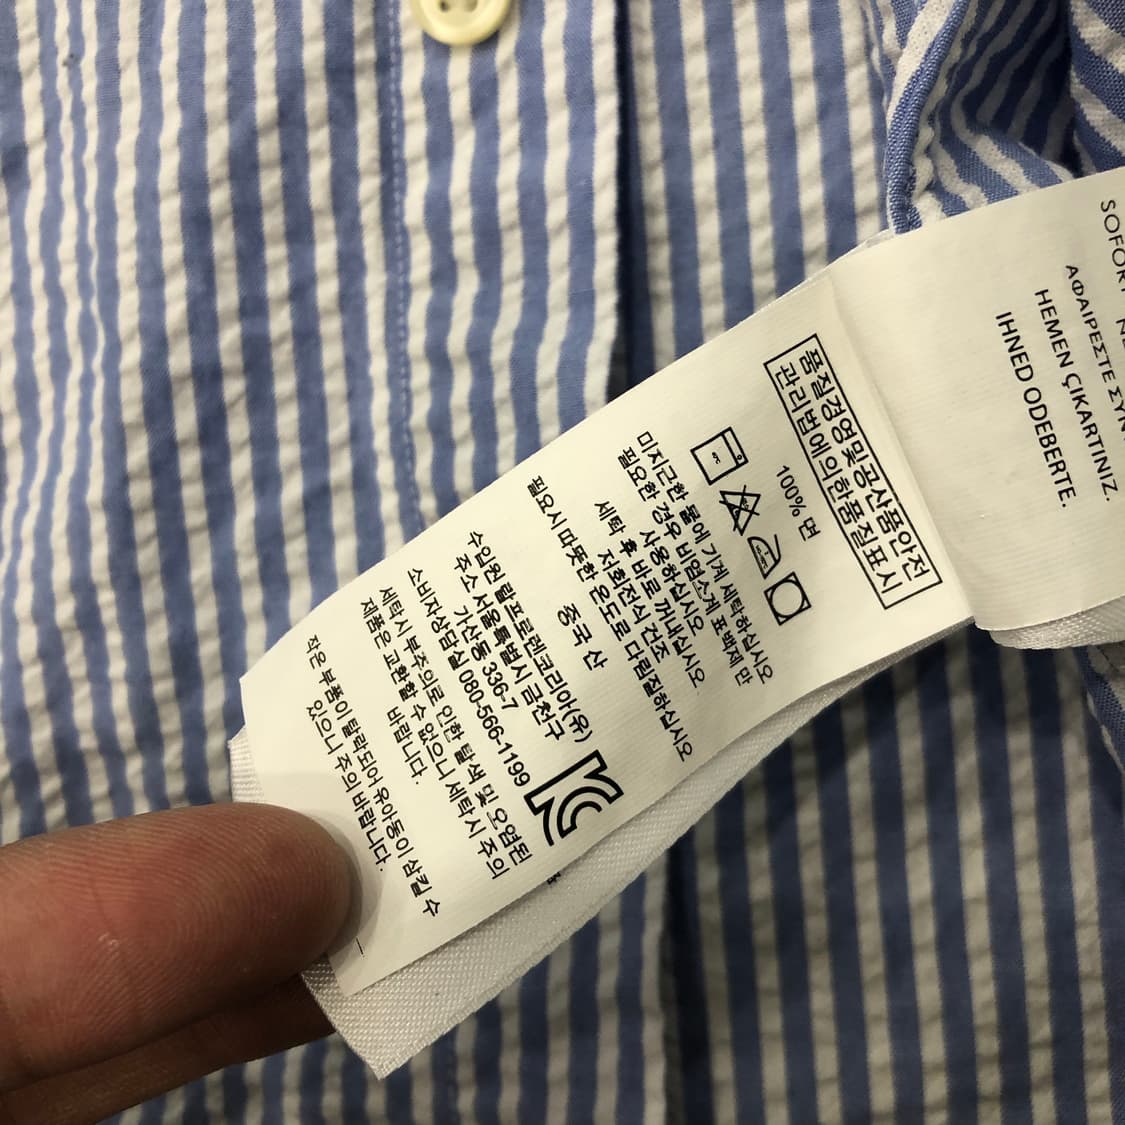 품질경영및공산품안전
관리법에의한품질표시
100% 면
미지근한 물에 기계 세탁하십시오
필요한 경우 비염소계 표백제 만
사용하십시오
세탁 후 바로 꺼내십시오
저회전식 건조
필요시 따뜻한 온도로 다림질하십시오
중국 산
수입원 랄프로렌코리아(유)
주소 서울특별시 금천구
가산동 336-7
소비자상담실 080-566-1199
세탁시 부주의로 인한 탈색 및 오염된
제품은 교환할 수 없으니 세탁시 주의
바랍니다.
작은 부품이 탈락되어 유아동이 삼킬 수
있으니 주의 바랍니다.
SOFORT
ΑΦΑΙΡΕΣΤΕ
HEMEN ÇIKARTINIZ.
IHNED ODEBERTE.